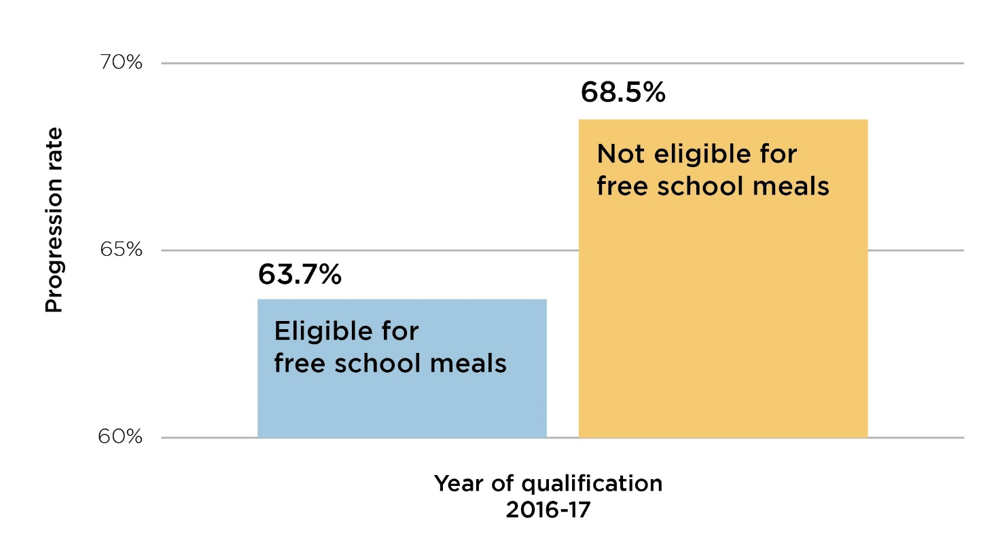 70%
68.5%
Not eligible for
free school meals
Progression rate
65%
63.7%
Eligible for
free school meals
60%
Year of qualification
2016-17